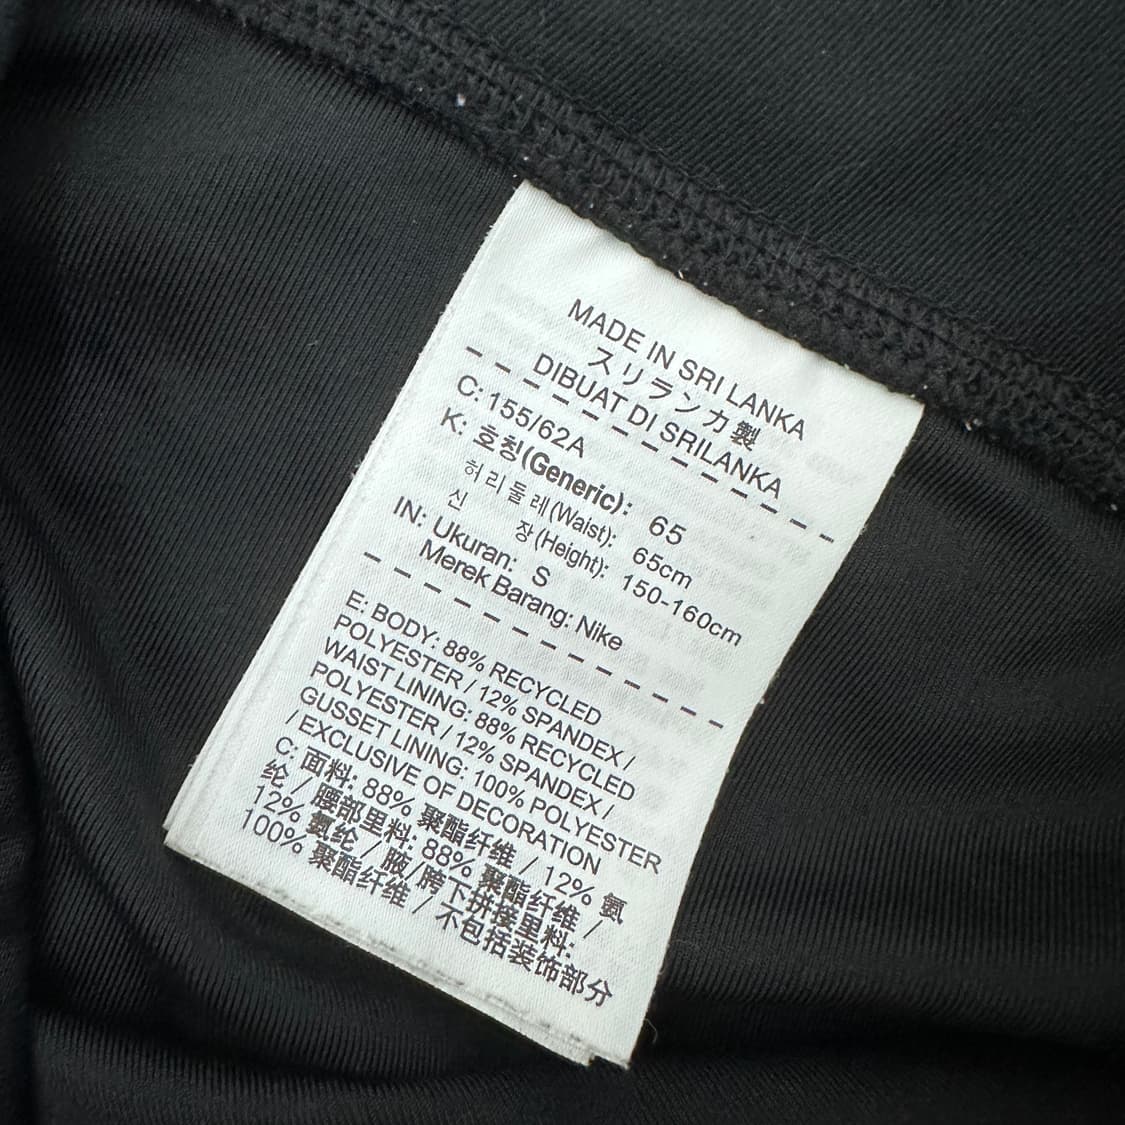 MADE IN SRI LANKA
スリランカ製
DIBUAT DI SRILANKA
C: 155/62A
K: 호칭(Generic): 65
허리둘레(Waist): 65cm
신 장(Height): 150-160cm
IN: Ukuran: S
Merek Barang: Nike
E: BODY: 88% RECYCLED
POLYESTER / 12% SPANDEX /
WAIST LINING: 88% RECYCLED
POLYESTER / 12% SPANDEX /
GUSSET LINING: 100% POLYESTER
/ EXCLUSIVE OF DECORATION
C: 面料: 88% 聚酯纤维 / 12% 氨
纶 / 腰部里料: 88% 聚酯纤维 /
12% 氨纶 / 腋/胯下拼接里料:
100% 聚酯纤维 / 不包括装饰部分